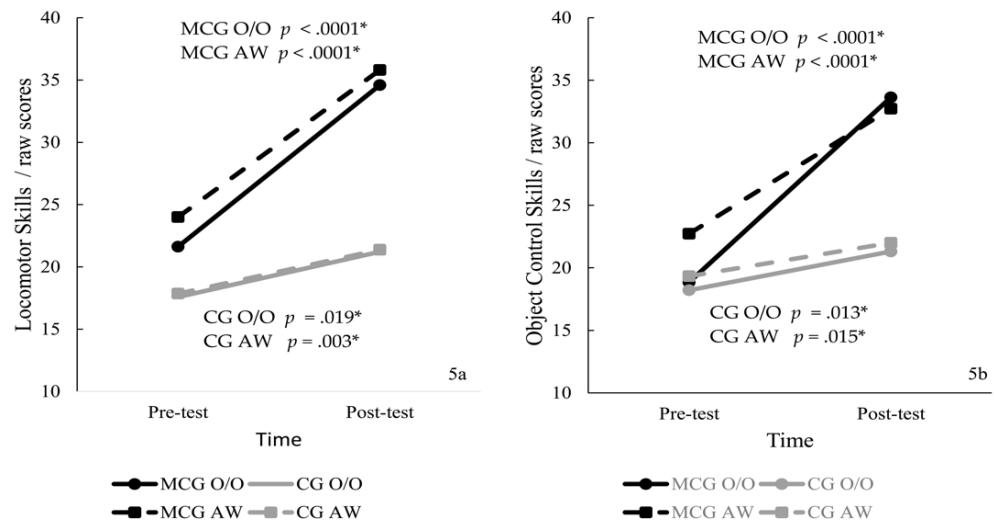 Locomotor Skills / raw scores
40
35
30
25
20
15
10
MCG O/O p < .0001*
MCG AW p < .0001*
CG O/O p = .019*
CG AW p = .003*
5a
Pre-test Post-test
Time
MCG O/O CG O/O
MCG AW CG AW
Object Control Skills / raw scores
40
35
30
25
20
15
10
MCG O/O p < .0001*
MCG AW p < .0001*
CG O/O p = .013*
CG AW p = .015*
5b
Pre-test Post-test
Time
MCG O/O CG O/O
MCG AW CG AW